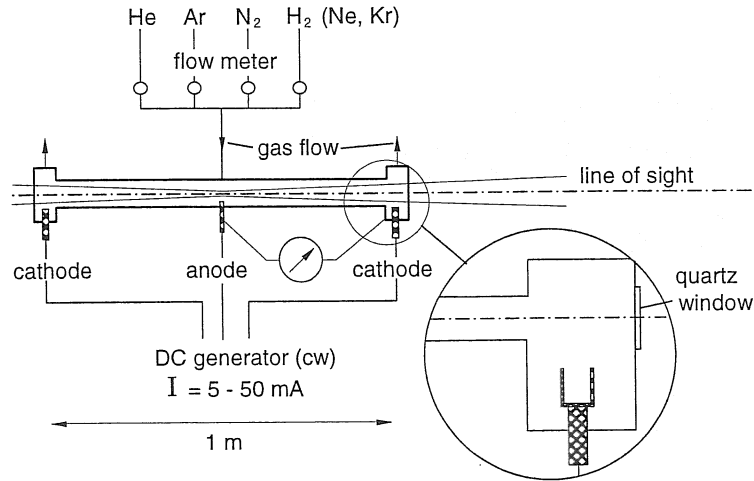 He Ar N₂ H₂ (Ne, Kr)
flow meter
gas flow
line of sight
cathode
anode
cathode
quartz
window
DC generator (cw)
I = 5 - 50 mA
1 m